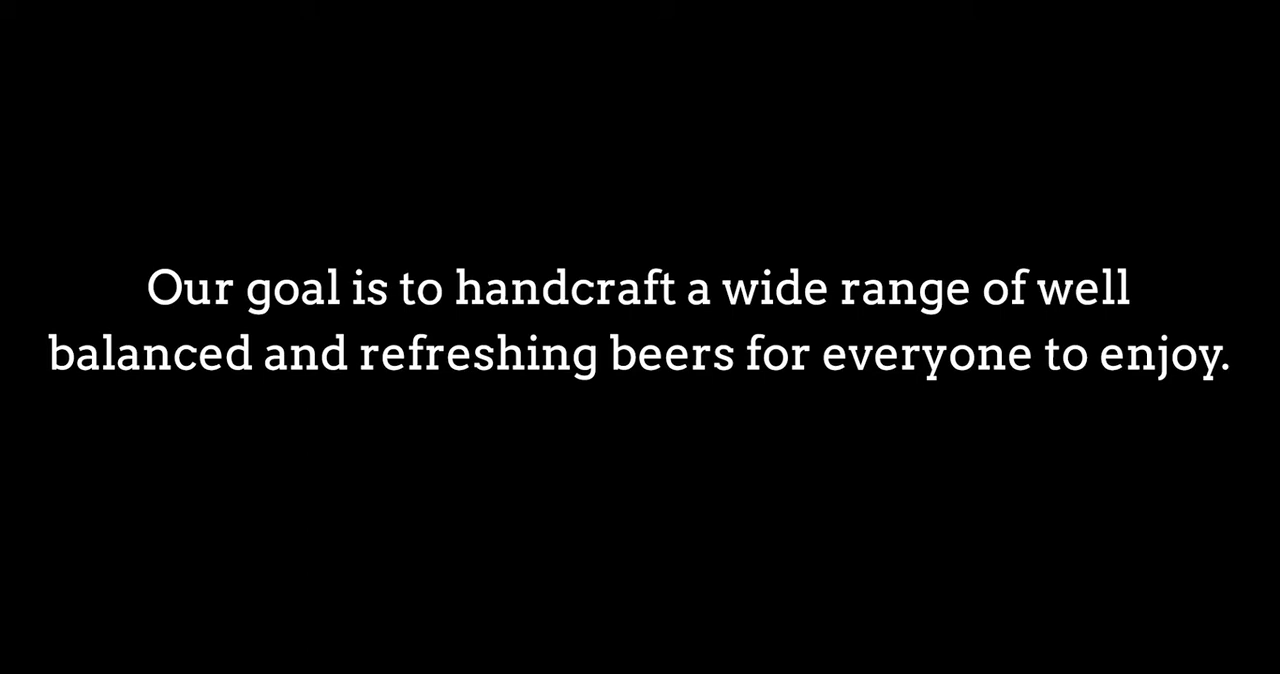 Our goal is to handcraft a wide range of well
balanced and refreshing beers for everyone to enjoy.